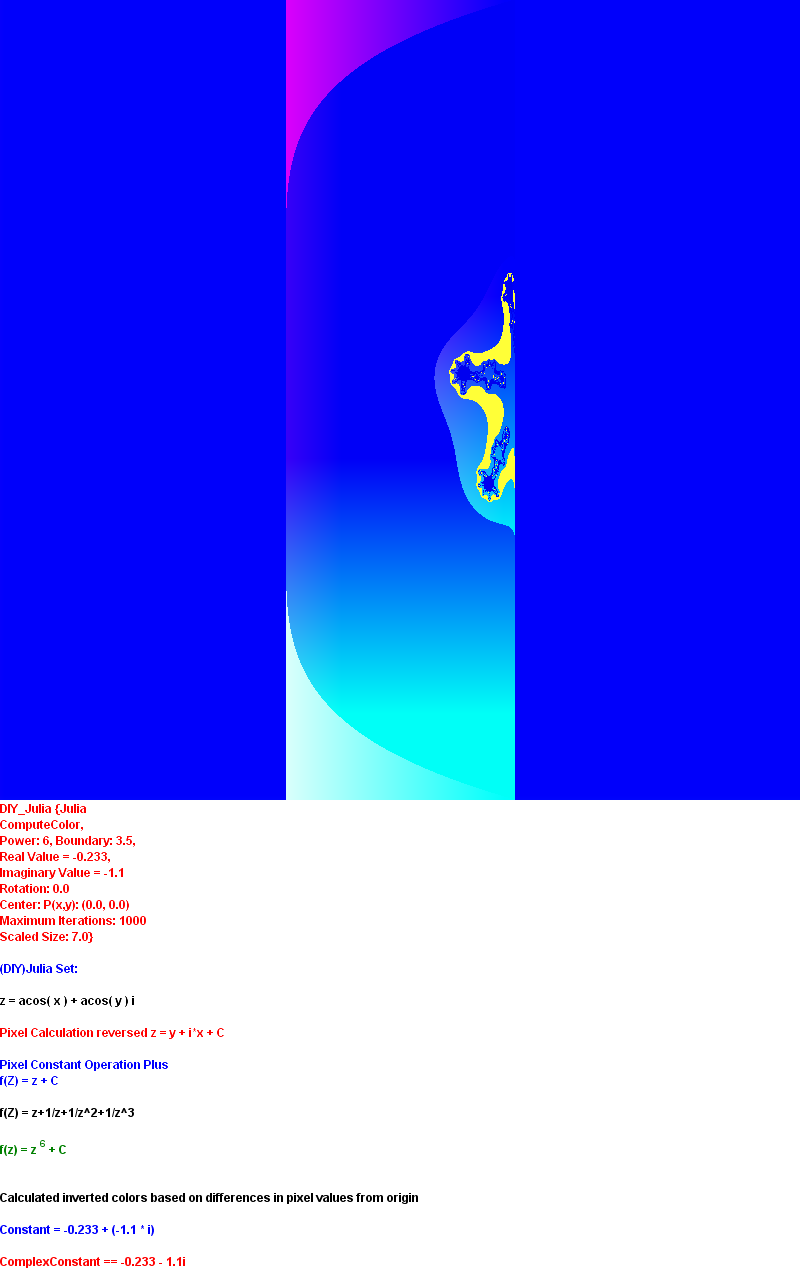 DIY_Julia {Julia
ComputeColor,
Power: 6, Boundary: 3.5,
Real Value = -0.233,
Imaginary Value = -1.1
Rotation: 0.0
Center: P(x,y): (0.0, 0.0)
Maximum Iterations: 1000
Scaled Size: 7.0}
(DIY)Julia Set:
z = acos( x ) + acos( y ) i
Pixel Calculation reversed z = y + i*x + C
Pixel Constant Operation Plus
f(Z) = z + C
f(Z) = z+1/z+1/z^2+1/z^3
f(z) = z 6 + C
Calculated inverted colors based on differences in pixel values from origin
Constant = -0.233 + (-1.1 * i)
ComplexConstant == -0.233 - 1.1i